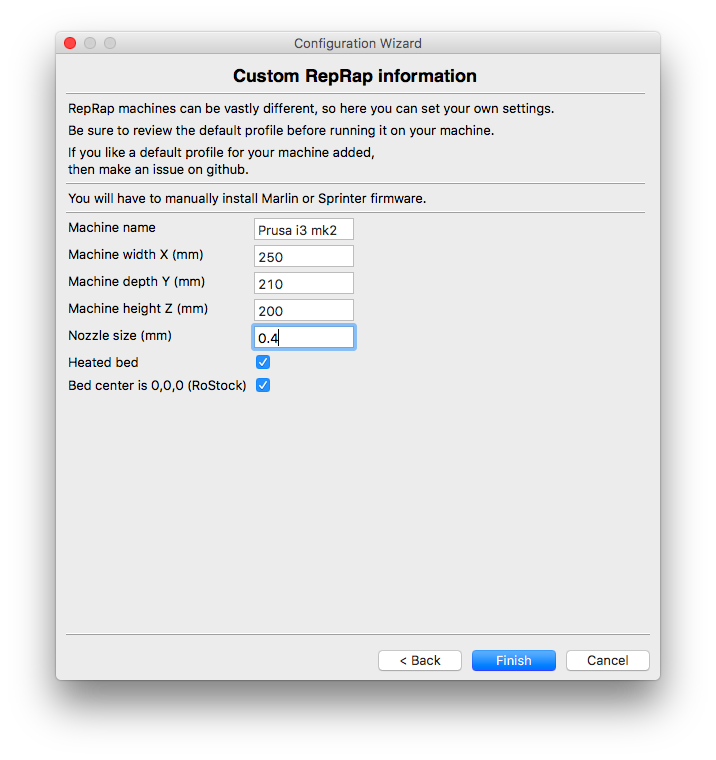 Configuration Wizard
Custom RepRap information
RepRap machines can be vastly different, so here you can set your own settings.
Be sure to review the default profile before running it on your machine.
If you like a default profile for your machine added,
then make an issue on github.
You will have to manually install Marlin or Sprinter firmware.
Machine name Prusa i3 mk2
Machine width X (mm) 250
Machine depth Y (mm) 210
Machine height Z (mm) 200
Nozzle size (mm) 0.4
Heated bed
Bed center is 0,0,0 (RoStock)
< Back Finish Cancel